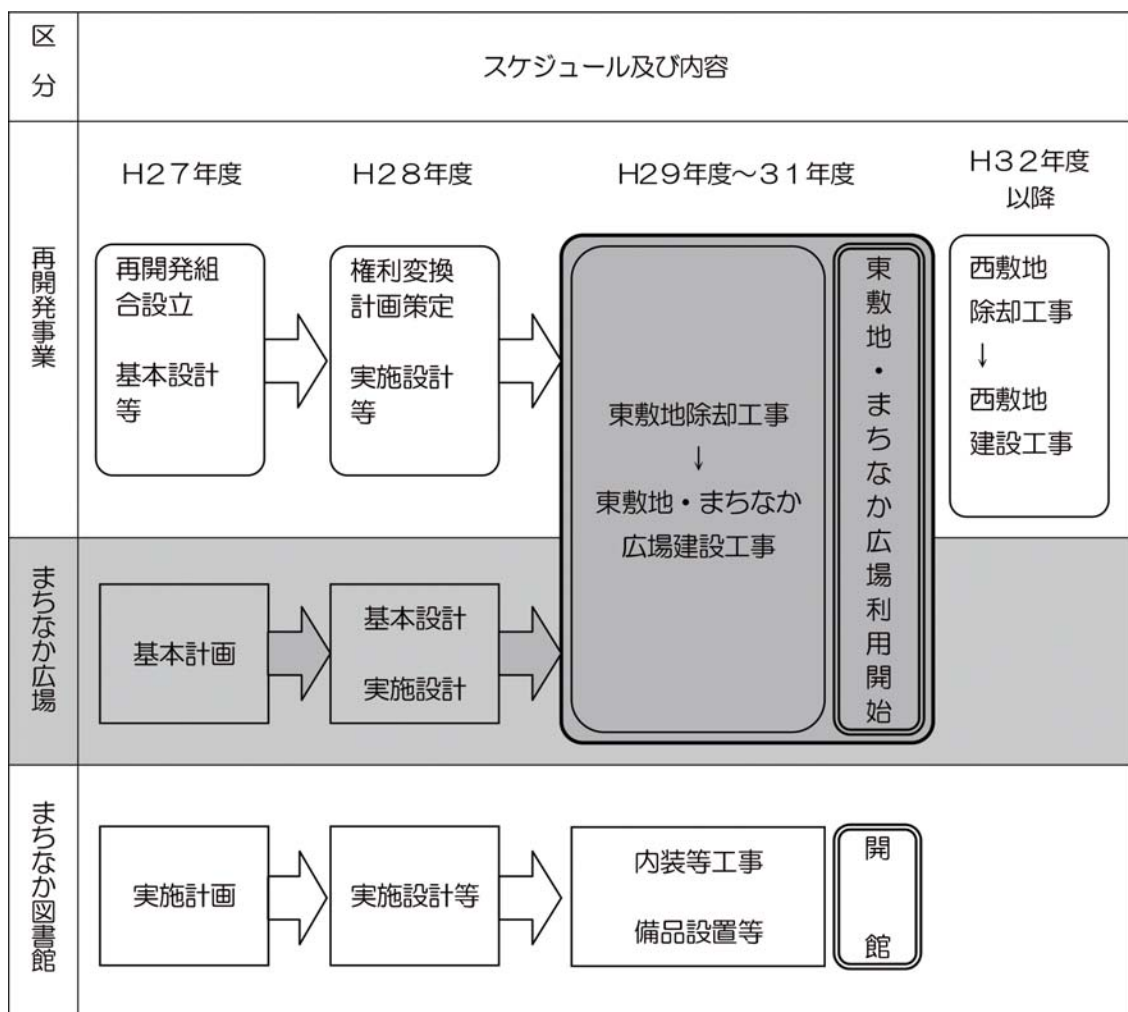 区分
スケジュール及び内容
H27年度
H28年度
H29年度～31年度
H32年度
以降
再開発事業
再開発組
合設立
基本設計
等
権利変換
計画策定
実施設計
等
東敷地除却工事
↓
東敷地・まちなか
広場建設工事
東敷地・まちなか広場利用開始
西敷地
除却工事
↓
西敷地
建設工事
まちなか広場
基本計画
基本設計
実施設計
まちなか図書館
実施計画
実施設計等
内装等工事
備品設置等
開館